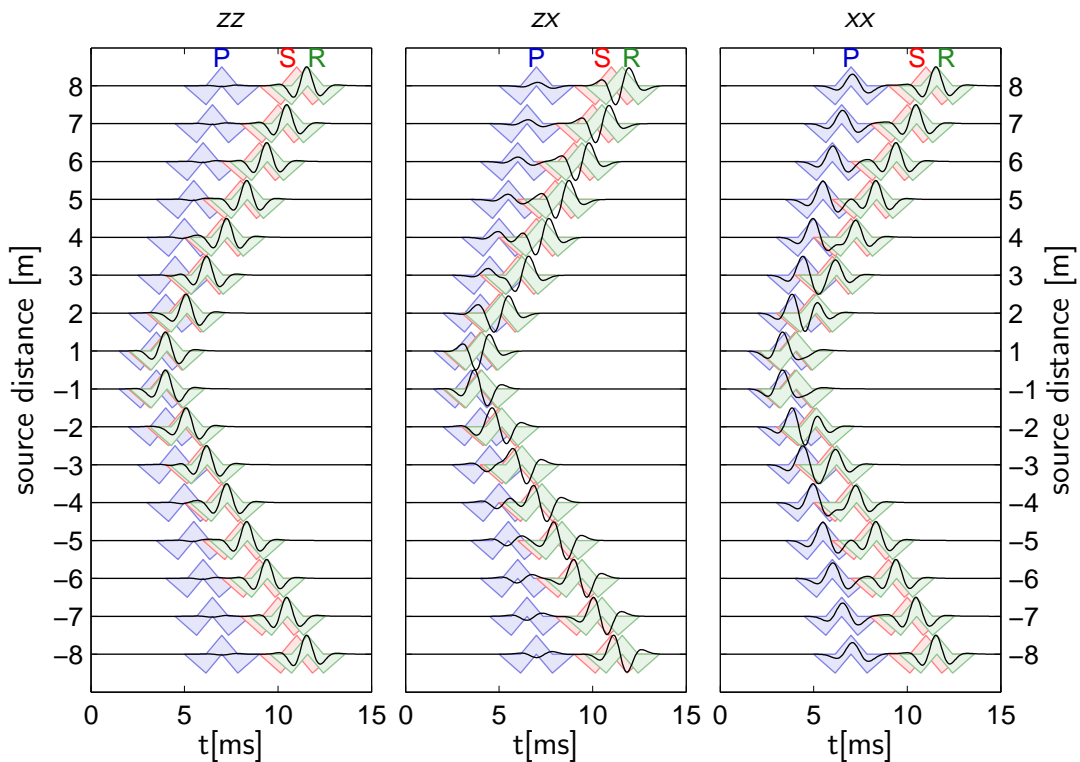 zz zx xx
P S R P S R P S R
8 8
7 7
6 6
5 5
4 4
3 3
2 2
1 1
−1 −1
−2 −2
−3 −3
−4 −4
−5 −5
−6 −6
−7 −7
−8 −8
source distance [m]
source distance [m]
0 5 10 15 0 5 10 15 0 5 10 15
t[ms] t[ms] t[ms]